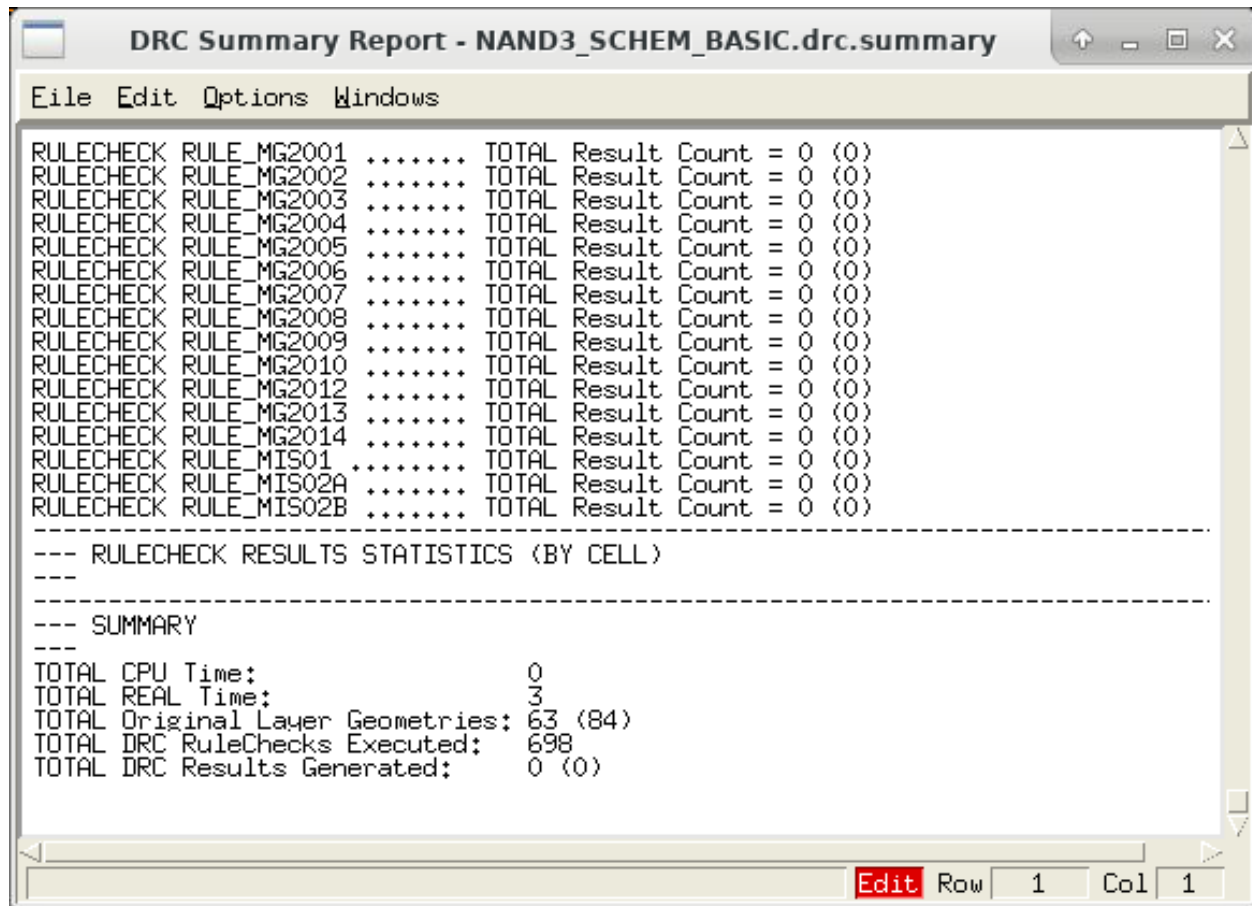 DRC Summary Report - NAND3_SCHEM_BASIC.drc.summary
File Edit Options Windows
RULECHECK RULE_MG2001 ....... TOTAL Result Count = 0 (0)
RULECHECK RULE_MG2002 ....... TOTAL Result Count = 0 (0)
RULECHECK RULE_MG2003 ....... TOTAL Result Count = 0 (0)
RULECHECK RULE_MG2004 ....... TOTAL Result Count = 0 (0)
RULECHECK RULE_MG2005 ....... TOTAL Result Count = 0 (0)
RULECHECK RULE_MG2006 ....... TOTAL Result Count = 0 (0)
RULECHECK RULE_MG2007 ....... TOTAL Result Count = 0 (0)
RULECHECK RULE_MG2008 ....... TOTAL Result Count = 0 (0)
RULECHECK RULE_MG2009 ....... TOTAL Result Count = 0 (0)
RULECHECK RULE_MG2010 ....... TOTAL Result Count = 0 (0)
RULECHECK RULE_MG2012 ....... TOTAL Result Count = 0 (0)
RULECHECK RULE_MG2013 ....... TOTAL Result Count = 0 (0)
RULECHECK RULE_MG2014 ....... TOTAL Result Count = 0 (0)
RULECHECK RULE_MIS01 ........ TOTAL Result Count = 0 (0)
RULECHECK RULE_MIS02A ....... TOTAL Result Count = 0 (0)
RULECHECK RULE_MIS02B ....... TOTAL Result Count = 0 (0)
----------------------------------------------------------------------------------
--- RULECHECK RESULTS STATISTICS (BY CELL)
---
----------------------------------------------------------------------------------
--- SUMMARY
---
TOTAL CPU Time: 0
TOTAL REAL Time: 3
TOTAL Original Layer Geometries: 63 (84)
TOTAL DRC RuleChecks Executed: 698
TOTAL DRC Results Generated: 0 (0)
Edit Row 1 Col 1